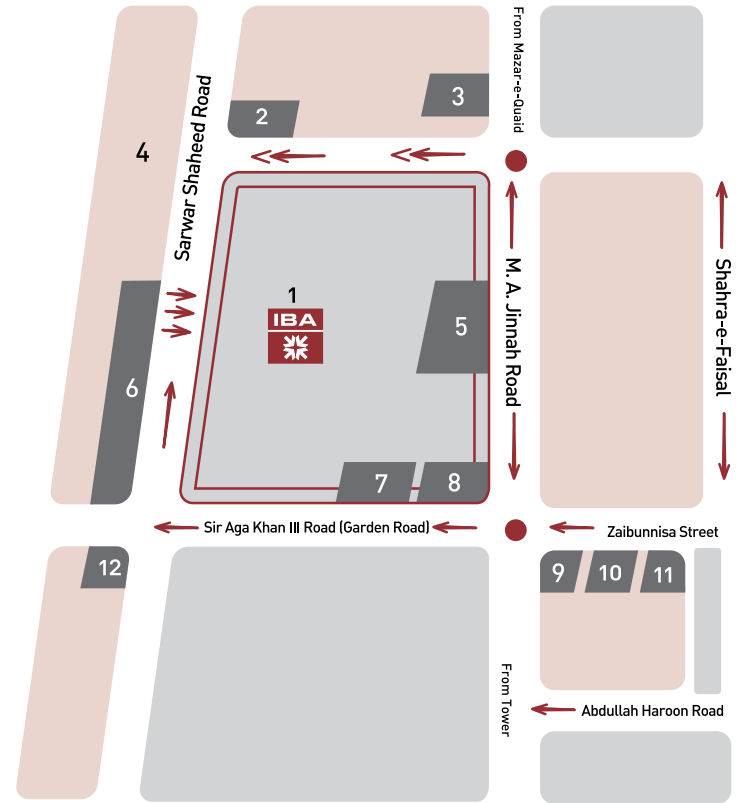 From Mazar-e-Quaid
3
2
4
Sarwar Shaheed Road
1
IBA
5
M. A. Jinnah Road
Shahra-e-Faisal
6
7
8
Sir Aga Khan III Road (Garden Road)
Zaibunnisa Street
12
9
10
11
From Tower
Abdullah Haroon Road